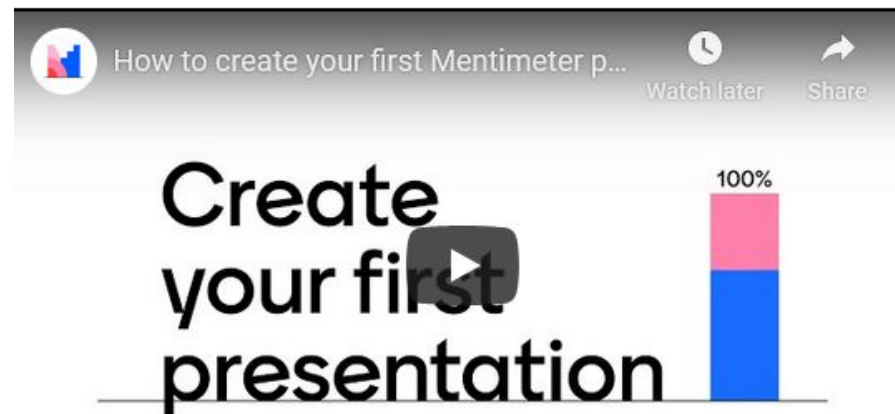 How to create your first Mentimeter p...
Watch later
Share
Create
100%
your first
presentation